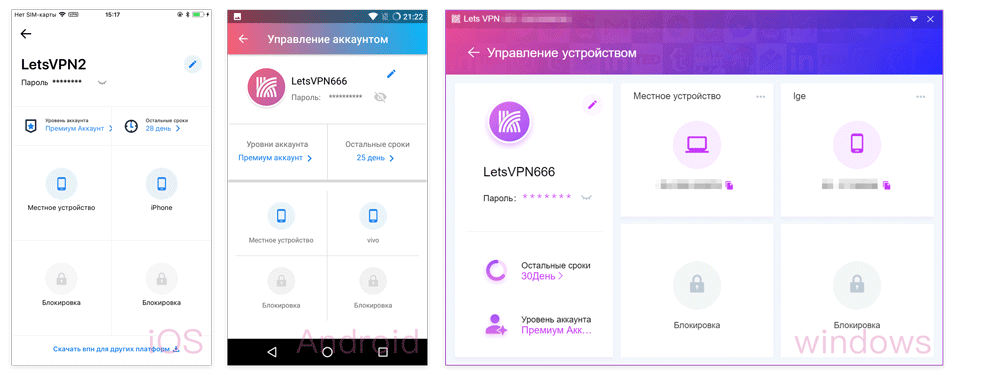 Нет SIM-карты 15:17
LetsVPN2
Пароль ********
Уровень аккаунта
Премиум Аккаунт
Остальные сроки
28 день
Местное устройство
iPhone
Блокировка
Блокировка
Скачать впн для других платформ
iOS
21:22
Управление аккаунтом
LetsVPN666
Пароль: **********
Уровни аккаунта
Премиум аккаунт
Остальные сроки
25 день
Местное устройство
vivo
Блокировка
Блокировка
Android
Lets VPN
Управление устройством
LetsVPN666
Пароль: *******
Остальные сроки
30День
Уровень аккаунта
Премиум Акк...
Местное устройство
lge
Блокировка
Блокировка
windows